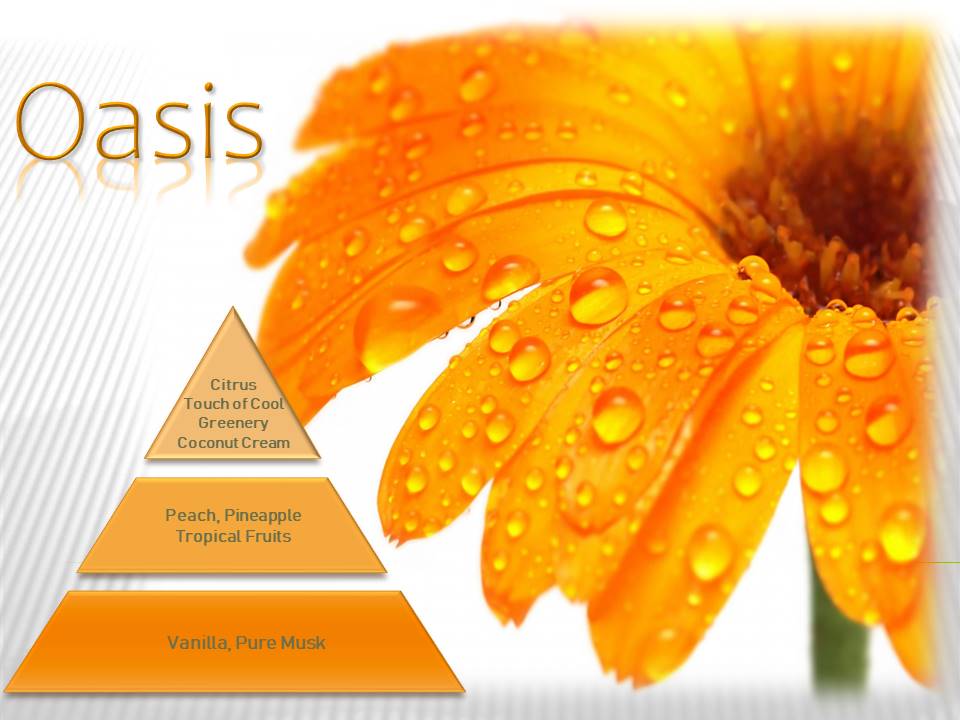 Oasis
Citrus
Touch of Cool
Greenery
Coconut Cream
Peach, Pineapple
Tropical Fruits
Vanilla, Pure Musk